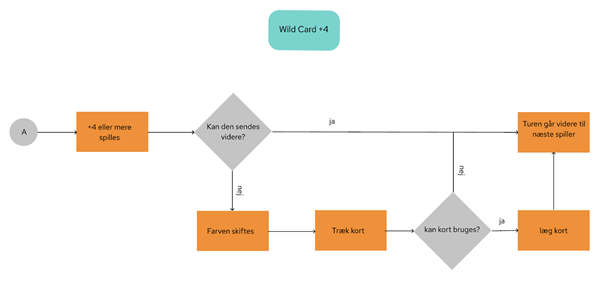 Wild Card +4
A
+4 eller mere
spilles
Kan den sendes
videre?
ja
Turen går videre til
næste spiller
nej
nej
Farven skiftes
Træk kort
kan kort bruges?
ja
læg kort